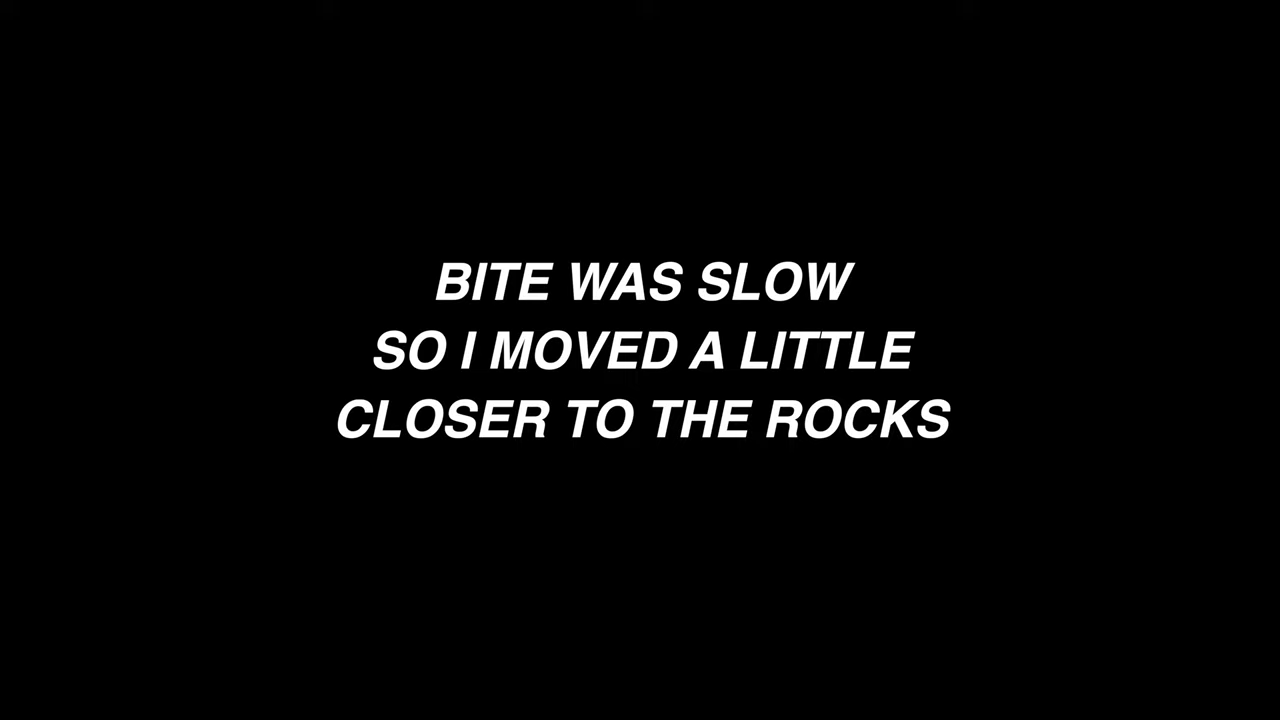 BITE WAS SLOW
SO I MOVED A LITTLE
CLOSER TO THE ROCKS